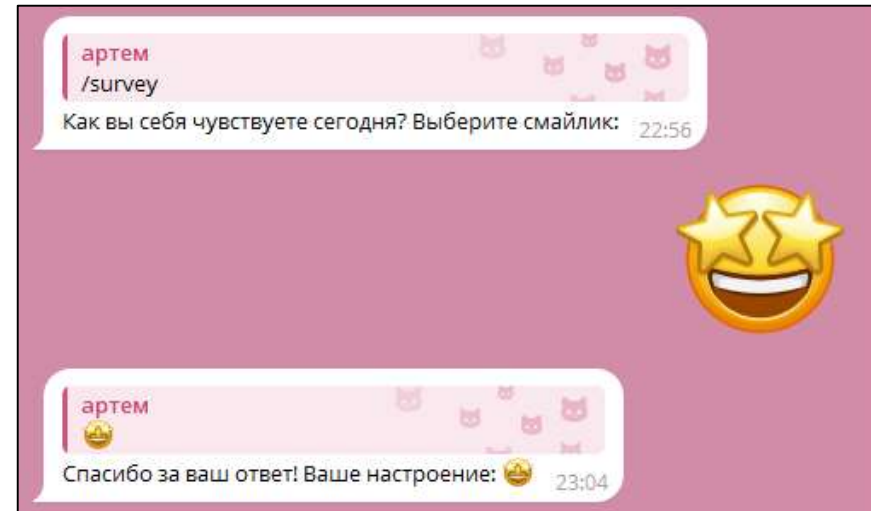 артем
/survey
Как вы себя чувствуете сегодня? Выберите смайлик: 22:56
🤩
артем
🤩
Спасибо за ваш ответ! Ваше настроение: 🤩 23:04